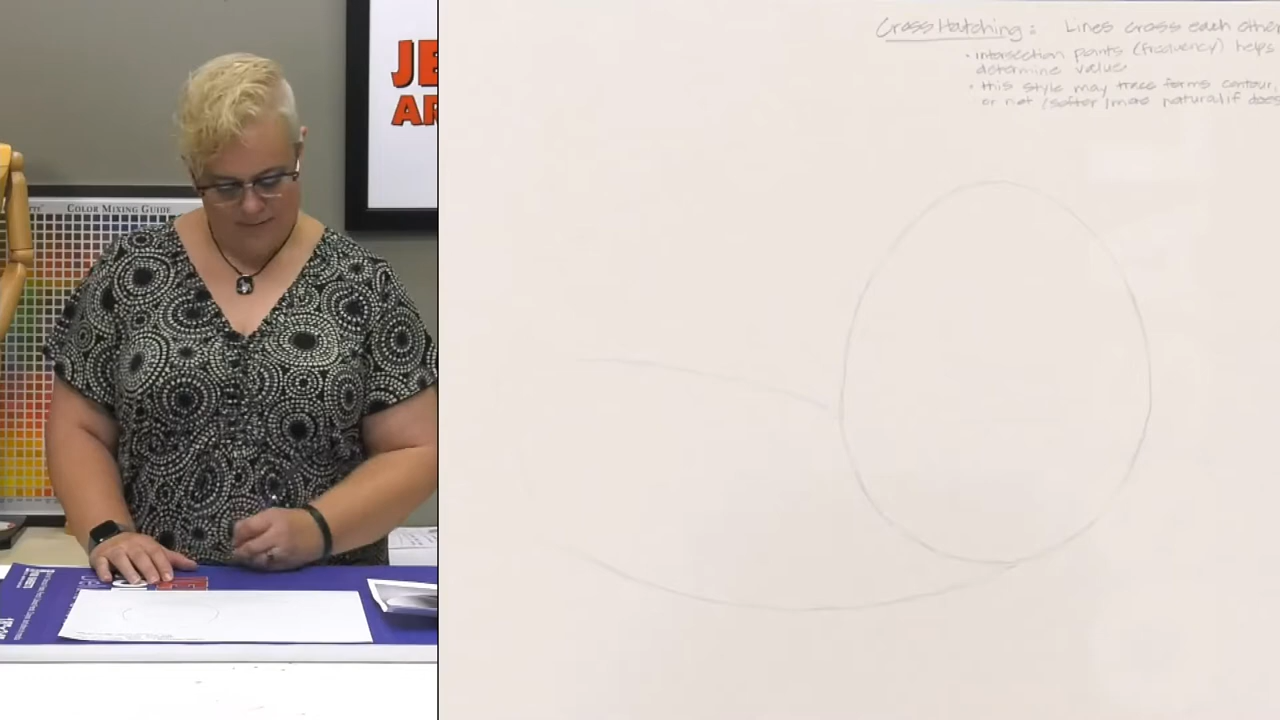 JE
AR
COLOR MIXING GUIDE
Cross Hatching: Lines cross each other
• intersection points (frequency) helps
determine value
• this style may trace forms contour,
or not (softer/more natural if does